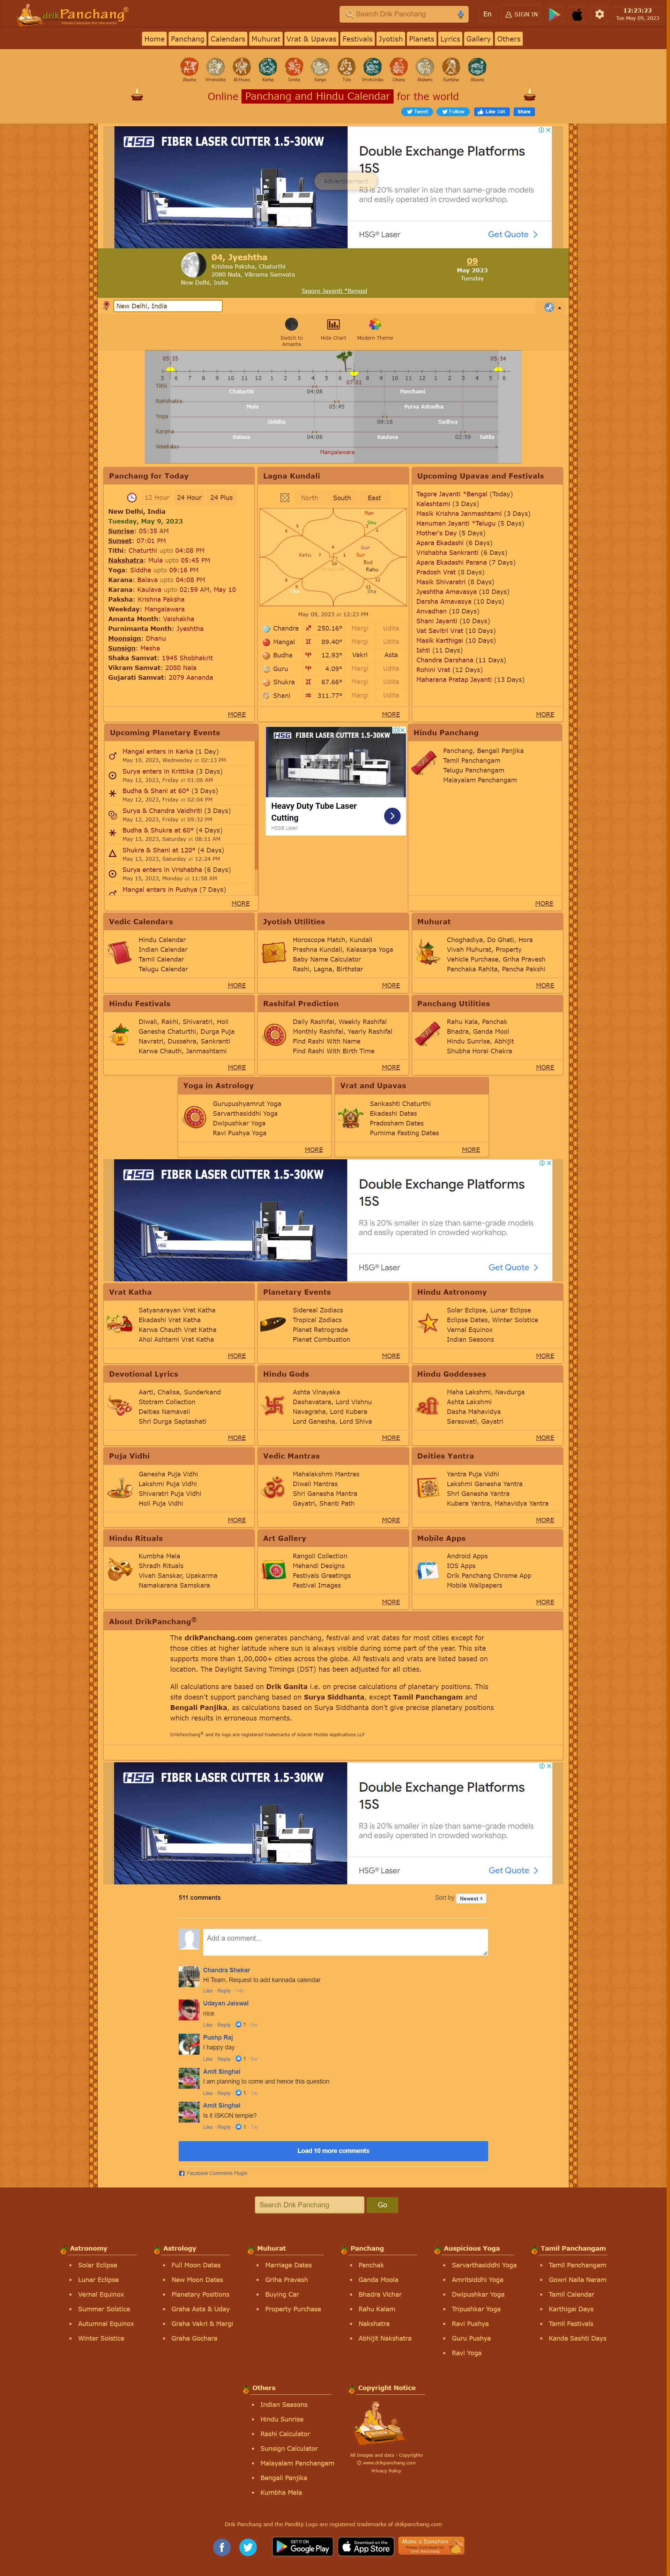 drik Panchang®
Search Drik Panchang
En
SIGN IN
12:23:22
Tue May 09, 2023
Home Panchang Calendars Muhurat Vrat & Upavas Festivals Jyotish Planets Lyrics Gallery Others
Mesha Vrishabha Mithuna Karka Simha Kanya Tula Vrishchika Dhanu Makara Kumbha Meena
Online Panchang and Hindu Calendar for the world
Tweet Follow Like 34K Share
HSG FIBER LASER CUTTER 1.5-30KW
Double Exchange Platforms
15S
Advertisement
R3 is 20% smaller in size than same-grade models
and easily operated in crowded workshop.
HSG® Laser
Get Quote
04, Jyeshtha
Krishna Paksha, Chaturthi
2080 Nala, Vikrama Samvata
New Delhi, India
09
May 2023
Tuesday
Tagore Jayanti *Bengal
New Delhi, India
Switch to
Amanta
Hide Chart
Modern Theme
05:35
05:34
07:01
5 6 7 8 9 10 11 12 1 2 3 4 5 6 7 8 9 10 11 12 1 2 3 4 5 6
Tithi
Chaturthi 04:08 Panchami
Nakshatra
Mula 05:45 Purva Ashadha
Yoga
Siddha 09:16 Sadhya
Karana
Balava 04:08 Kaulava 02:59 Taitila
Weekday
Mangalawara
Panchang for Today
12 Hour 24 Hour 24 Plus
New Delhi, India
Tuesday, May 9, 2023
Sunrise: 05:35 AM
Sunset: 07:01 PM
Tithi: Chaturthi upto 04:08 PM
Nakshatra: Mula upto 05:45 PM
Yoga: Siddha upto 09:16 PM
Karana: Balava upto 04:08 PM
Karana: Kaulava upto 02:59 AM, May 10
Paksha: Krishna Paksha
Weekday: Mangalawara
Amanta Month: Vaishakha
Purnimanta Month: Jyeshtha
Moonsign: Dhanu
Sunsign: Mesha
Shaka Samvat: 1945 Shobhakrit
Vikram Samvat: 2080 Nala
Gujarati Samvat: 2079 Aananda
MORE
Lagna Kundali
North South East
Man
Shu
Gur
Sur
Bud
Rahu
Ketu
Cha
Sha
May 09, 2023 at 12:23 PM
Chandra 250.16° Margi Udita
Mangal 89.40° Margi Udita
Budha 12.93° Vakri Asta
Guru 4.09° Margi Udita
Shukra 67.66° Margi Udita
Shani 311.77° Margi Udita
MORE
Upcoming Upavas and Festivals
Tagore Jayanti *Bengal (Today)
Kalashtami (3 Days)
Masik Krishna Janmashtami (3 Days)
Hanuman Jayanti *Telugu (5 Days)
Mother's Day (5 Days)
Apara Ekadashi (6 Days)
Vrishabha Sankranti (6 Days)
Apara Ekadashi Parana (7 Days)
Pradosh Vrat (8 Days)
Masik Shivaratri (8 Days)
Jyeshtha Amavasya (10 Days)
Darsha Amavasya (10 Days)
Anvadhan (10 Days)
Shani Jayanti (10 Days)
Vat Savitri Vrat (10 Days)
Masik Karthigai (10 Days)
Ishti (11 Days)
Chandra Darshana (11 Days)
Rohini Vrat (12 Days)
Maharana Pratap Jayanti (13 Days)
MORE
Upcoming Planetary Events
Mangal enters in Karka (1 Day)
May 10, 2023, Wednesday at 02:13 PM
Surya enters in Krittika (3 Days)
May 12, 2023, Friday at 01:06 AM
Budha & Shani at 60° (3 Days)
May 12, 2023, Friday at 02:04 PM
Surya & Chandra Vaidhriti (3 Days)
May 12, 2023, Friday at 09:32 PM
Budha & Shukra at 60° (4 Days)
May 13, 2023, Saturday at 08:11 AM
Shukra & Shani at 120° (4 Days)
May 13, 2023, Saturday at 12:24 PM
Surya enters in Vrishabha (6 Days)
May 15, 2023, Monday at 11:58 AM
Mangal enters in Pushya (7 Days)
MORE
HSG FIBER LASER CUTTER 1.5-30KW
Heavy Duty Tube Laser
Cutting
HSG® Laser
Hindu Panchang
Panchang, Bengali Panjika
Tamil Panchangam
Telugu Panchangam
Malayalam Panchangam
MORE
Vedic Calendars
Hindu Calendar
Indian Calendar
Tamil Calendar
Telugu Calendar
MORE
Jyotish Utilities
Horoscope Match, Kundali
Prashna Kundali, Kalasarpa Yoga
Baby Name Calculator
Rashi, Lagna, Birthstar
MORE
Muhurat
Choghadiya, Do Ghati, Hora
Vivah Muhurat, Property
Vehicle Purchase, Griha Pravesh
Panchaka Rahita, Pancha Pakshi
MORE
Hindu Festivals
Diwali, Rakhi, Shivaratri, Holi
Ganesha Chaturthi, Durga Puja
Navratri, Dussehra, Sankranti
Karwa Chauth, Janmashtami
MORE
Rashifal Prediction
Daily Rashifal, Weekly Rashifal
Monthly Rashifal, Yearly Rashifal
Find Rashi With Name
Find Rashi With Birth Time
MORE
Panchang Utilities
Rahu Kala, Panchak
Bhadra, Ganda Mool
Hindu Sunrise, Abhijit
Shubha Horai Chakra
MORE
Yoga in Astrology
Gurupushyamrut Yoga
Sarvarthasiddhi Yoga
Dwipushkar Yoga
Ravi Pushya Yoga
MORE
Vrat and Upavas
Sankashti Chaturthi
Ekadashi Dates
Pradosham Dates
Purnima Fasting Dates
MORE
HSG FIBER LASER CUTTER 1.5-30KW
Double Exchange Platforms
15S
R3 is 20% smaller in size than same-grade models
and easily operated in crowded workshop.
HSG® Laser
Get Quote
Vrat Katha
Satyanarayan Vrat Katha
Ekadashi Vrat Katha
Karwa Chauth Vrat Katha
Ahoi Ashtami Vrat Katha
MORE
Planetary Events
Sidereal Zodiacs
Tropical Zodiacs
Planet Retrograde
Planet Combustion
MORE
Hindu Astronomy
Solar Eclipse, Lunar Eclipse
Eclipse Dates, Winter Solstice
Vernal Equinox
Indian Seasons
MORE
Devotional Lyrics
Aarti, Chalisa, Sunderkand
Stotram Collection
Deities Namavali
Shri Durga Saptashati
MORE
Hindu Gods
Ashta Vinayaka
Dashavatara, Lord Vishnu
Navagraha, Lord Kubera
Lord Ganesha, Lord Shiva
MORE
Hindu Goddesses
Maha Lakshmi, Navdurga
Ashta Lakshmi
Dasha Mahavidya
Saraswati, Gayatri
MORE
Puja Vidhi
Ganesha Puja Vidhi
Lakshmi Puja Vidhi
Shivaratri Puja Vidhi
Holi Puja Vidhi
MORE
Vedic Mantras
Mahalakshmi Mantras
Diwali Mantras
Shri Ganesha Mantra
Gayatri, Shanti Path
MORE
Deities Yantra
Yantra Puja Vidhi
Lakshmi Ganesha Yantra
Shri Ganesha Yantra
Kubera Yantra, Mahavidya Yantra
MORE
Hindu Rituals
Kumbha Mela
Shradh Rituals
Vivah Sanskar, Upakarma
Namakarana Samskara
MORE
Art Gallery
Rangoli Collection
Mehandi Designs
Festivals Greetings
Festival Images
MORE
Mobile Apps
Android Apps
IOS Apps
Drik Panchang Chrome App
Mobile Wallpapers
MORE
About DrikPanchang®
The drikPanchang.com generates panchang, festival and vrat dates for most cities except for
those cities at higher latitude where sun is always visible during some part of the year. This site
supports more than 1,00,000+ cities across the globe. All festivals and vrats are listed based on
location. The Daylight Saving Timings (DST) has been adjusted for all cities.
All calculations are based on Drik Ganita i.e. on precise calculations of planetary positions. This
site doesn't support panchang based on Surya Siddhanta, except Tamil Panchangam and
Bengali Panjika, as calculations based on Surya Siddhanta don't give precise planetary positions
which results in erroneous moments.
DrikPanchang® and its logo are registered trademarks of Adarsh Mobile Applications LLP
HSG FIBER LASER CUTTER 1.5-30KW
Double Exchange Platforms
15S
R3 is 20% smaller in size than same-grade models
and easily operated in crowded workshop.
HSG® Laser
Get Quote
511 comments
Sort by Newest
Add a comment...
Chandra Shekar
Hi Team, Request to add kannada calendar
Like · Reply
Udayan Jaiswal
nice
Like · Reply · 1
Pushp Raj
I happy day
Like · Reply · 1
Amit Singhal
I am planning to come and hence this question
Like · Reply · 1
Amit Singhal
Is it ISKON temple?
Like · Reply · 1
Load 10 more comments
Facebook Comments Plugin
Search Drik Panchang
Go
Astronomy
Solar Eclipse
Lunar Eclipse
Vernal Equinox
Summer Solstice
Autumnal Equinox
Winter Solstice
Astrology
Full Moon Dates
New Moon Dates
Planetary Positions
Graha Asta & Uday
Graha Vakri & Margi
Graha Gochara
Muhurat
Marriage Dates
Griha Pravesh
Buying Car
Property Purchase
Panchang
Panchak
Ganda Moola
Bhadra Vichar
Rahu Kalam
Nakshatra
Abhijit Nakshatra
Auspicious Yoga
Sarvarthasiddhi Yoga
Amritsiddhi Yoga
Dwipushkar Yoga
Tripushkar Yoga
Ravi Pushya
Guru Pushya
Ravi Yoga
Tamil Panchangam
Tamil Panchangam
Gowri Nalla Neram
Tamil Calendar
Karthigai Days
Tamil Festivals
Kanda Sashti Days
Others
Indian Seasons
Hindu Sunrise
Rashi Calculator
Sunsign Calculator
Malayalam Panchangam
Bengali Panjika
Kumbha Mela
Copyright Notice
All Images and data - Copyrights
© www.drikpanchang.com
Privacy Policy
Drik Panchang and the Panditji Logo are registered trademarks of drikpanchang.com
GET IT ON
Google Play
Download on the
App Store
Make a Donation
Drik Panchang